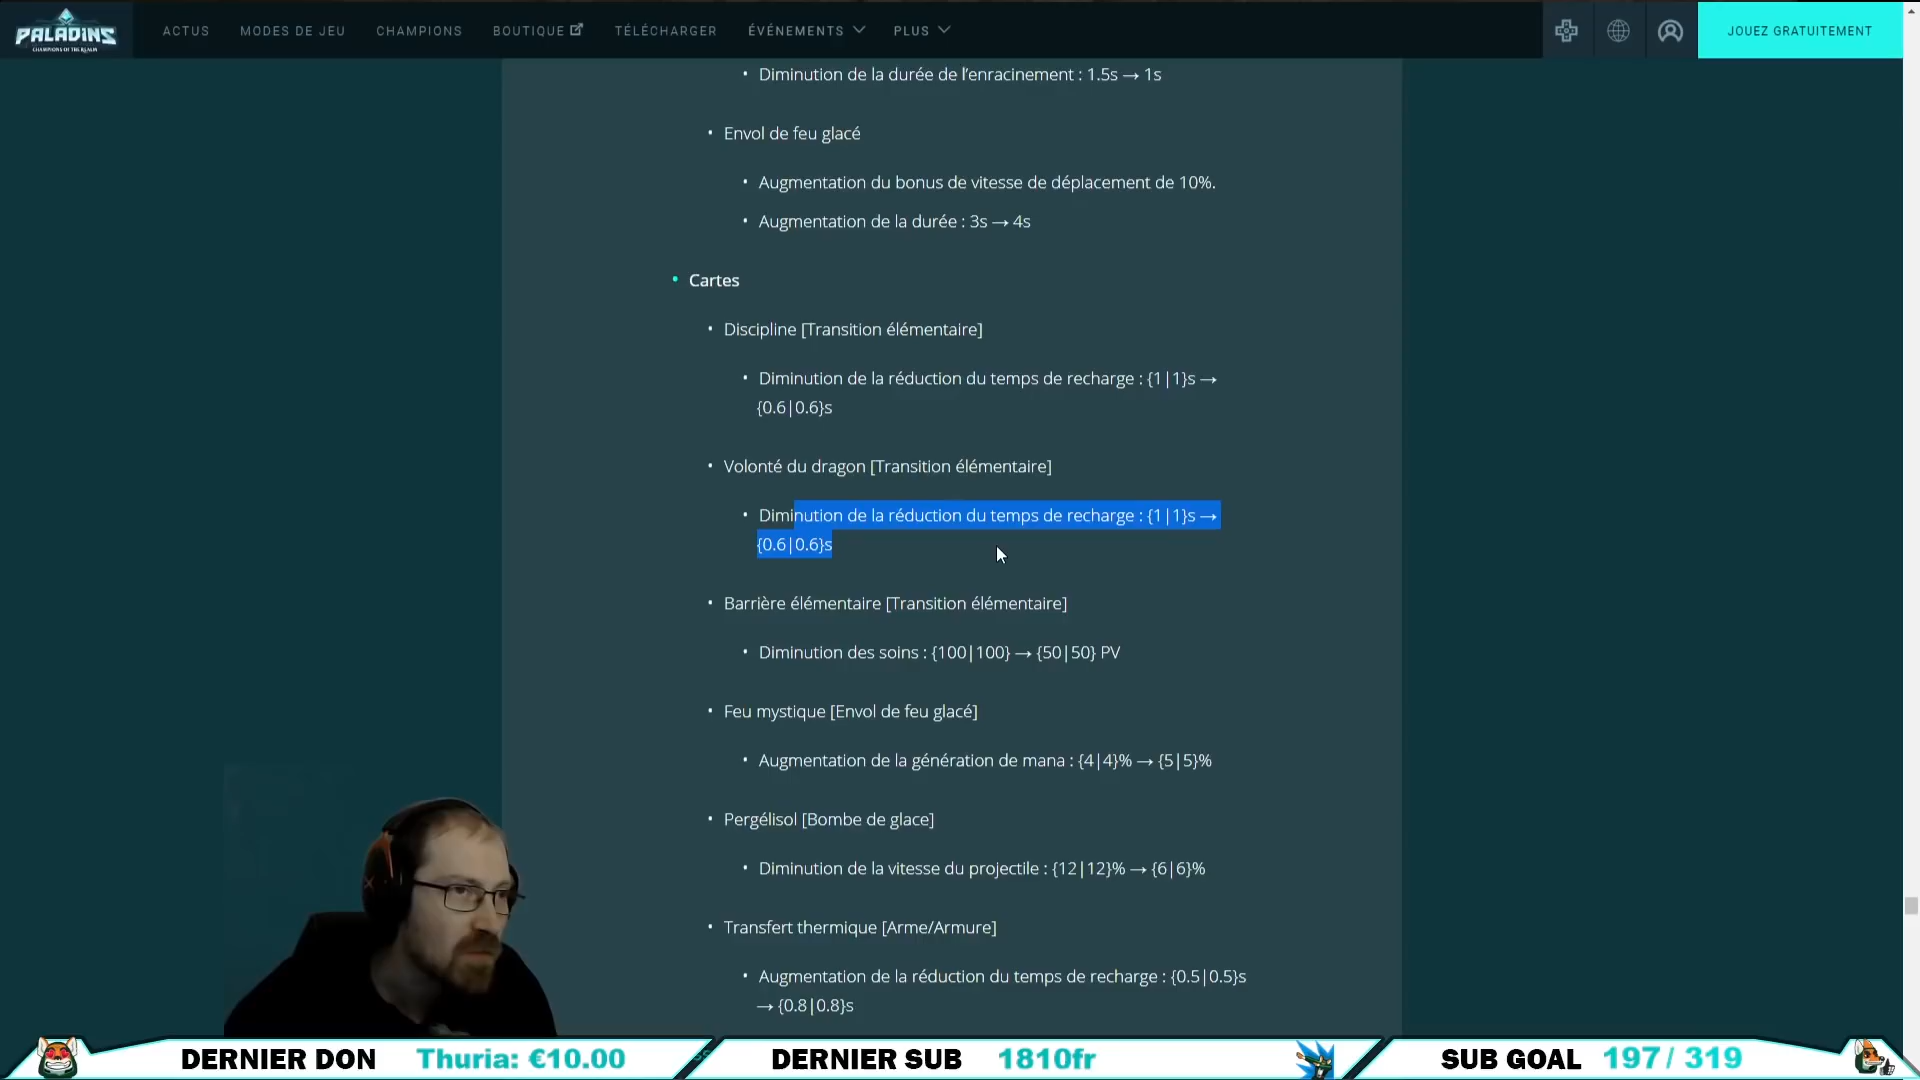 PALADINS
CHAMPIONS OF THE REALM
ACTUS
MODES DE JEU
CHAMPIONS
BOUTIQUE
TÉLÉCHARGER
ÉVÉNEMENTS
PLUS
JOUEZ GRATUITEMENT
• Diminution de la durée de l'enracinement : 1.5s → 1s
• Envol de feu glacé
• Augmentation du bonus de vitesse de déplacement de 10%.
• Augmentation de la durée : 3s → 4s
• Cartes
• Discipline [Transition élémentaire]
• Diminution de la réduction du temps de recharge : {1|1}s →
{0.6|0.6}s
• Volonté du dragon [Transition élémentaire]
• Diminution de la réduction du temps de recharge : {1|1}s →
{0.6|0.6}s
• Barrière élémentaire [Transition élémentaire]
• Diminution des soins : {100|100} → {50|50} PV
• Feu mystique [Envol de feu glacé]
• Augmentation de la génération de mana : {4|4}% → {5|5}%
• Pergélisol [Bombe de glace]
• Diminution de la vitesse du projectile : {12|12}% → {6|6}%
• Transfert thermique [Arme/Armure]
• Augmentation de la réduction du temps de recharge : {0.5|0.5}s
→ {0.8|0.8}s
DERNIER DON Thuria: €10.00
DERNIER SUB 1810fr
SUB GOAL 197 / 319